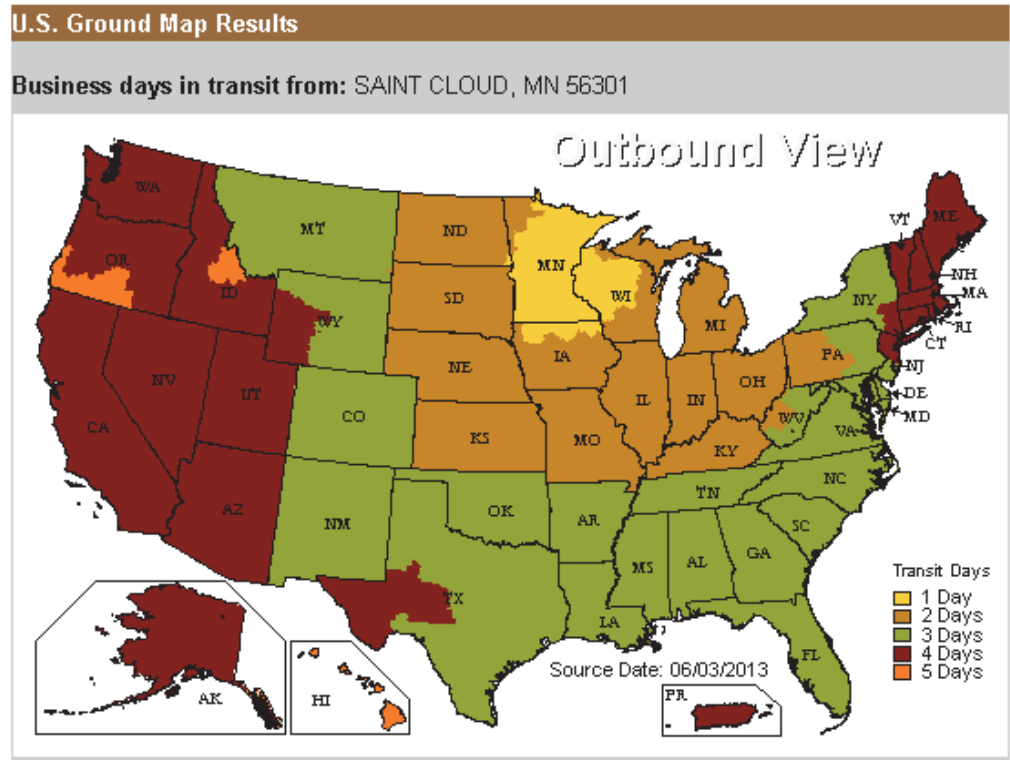 U.S. Ground Map Results
Business days in transit from: SAINT CLOUD, MN 56301
Outbound View
WA
MT
ND
MN
VT
ME
OR
ID
SD
WI
MI
NY
NH
MA
RI
CT
WY
NE
IA
PA
NJ
NV
UT
CO
IL
IN
OH
DE
MD
CA
KS
MO
WV
KY
VA
AZ
NM
OK
AR
TN
NC
SC
MS
AL
GA
TX
LA
FL
Transit Days
1 Day
2 Days
3 Days
4 Days
5 Days
Source Date: 06/03/2013
AK
HI
PR